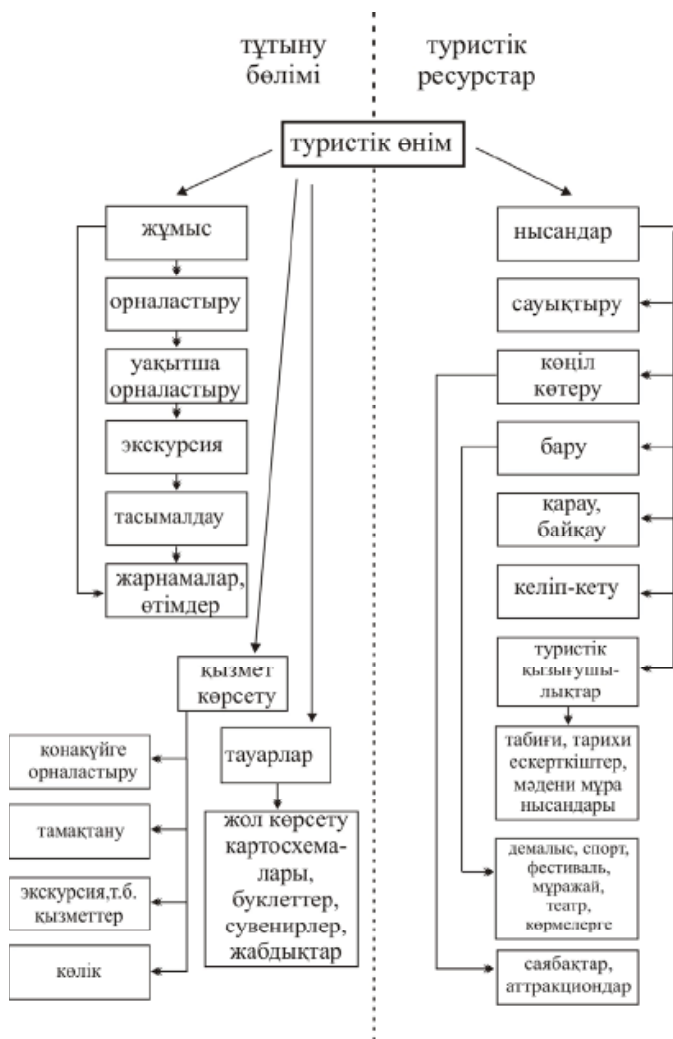 тұтыну
бөлімі
туристік
ресурстар
туристік өнім
жұмыс
орналастыру
уақытша
орналастыру
экскурсия
тасымалдау
жарнамалар,
өтімдер
қызмет
көрсету
қонакүйге
орналастыру
тамақтану
экскурсия,т.б.
қызметтер
көлік
тауарлар
жол көрсету
картосхема-
лары,
буклеттер,
сувенирлер,
жабдықтар
нысандар
сауықтыру
көңіл
көтеру
бару
қарау,
байқау
келіп-кету
туристік
қызығушы-
лықтар
табиғи, тарихи
ескерткіштер,
мәдени мұра
нысандары
демалыс, спорт,
фестиваль,
мұражай,
театр,
көрмелерге
саябақтар,
аттракциондар